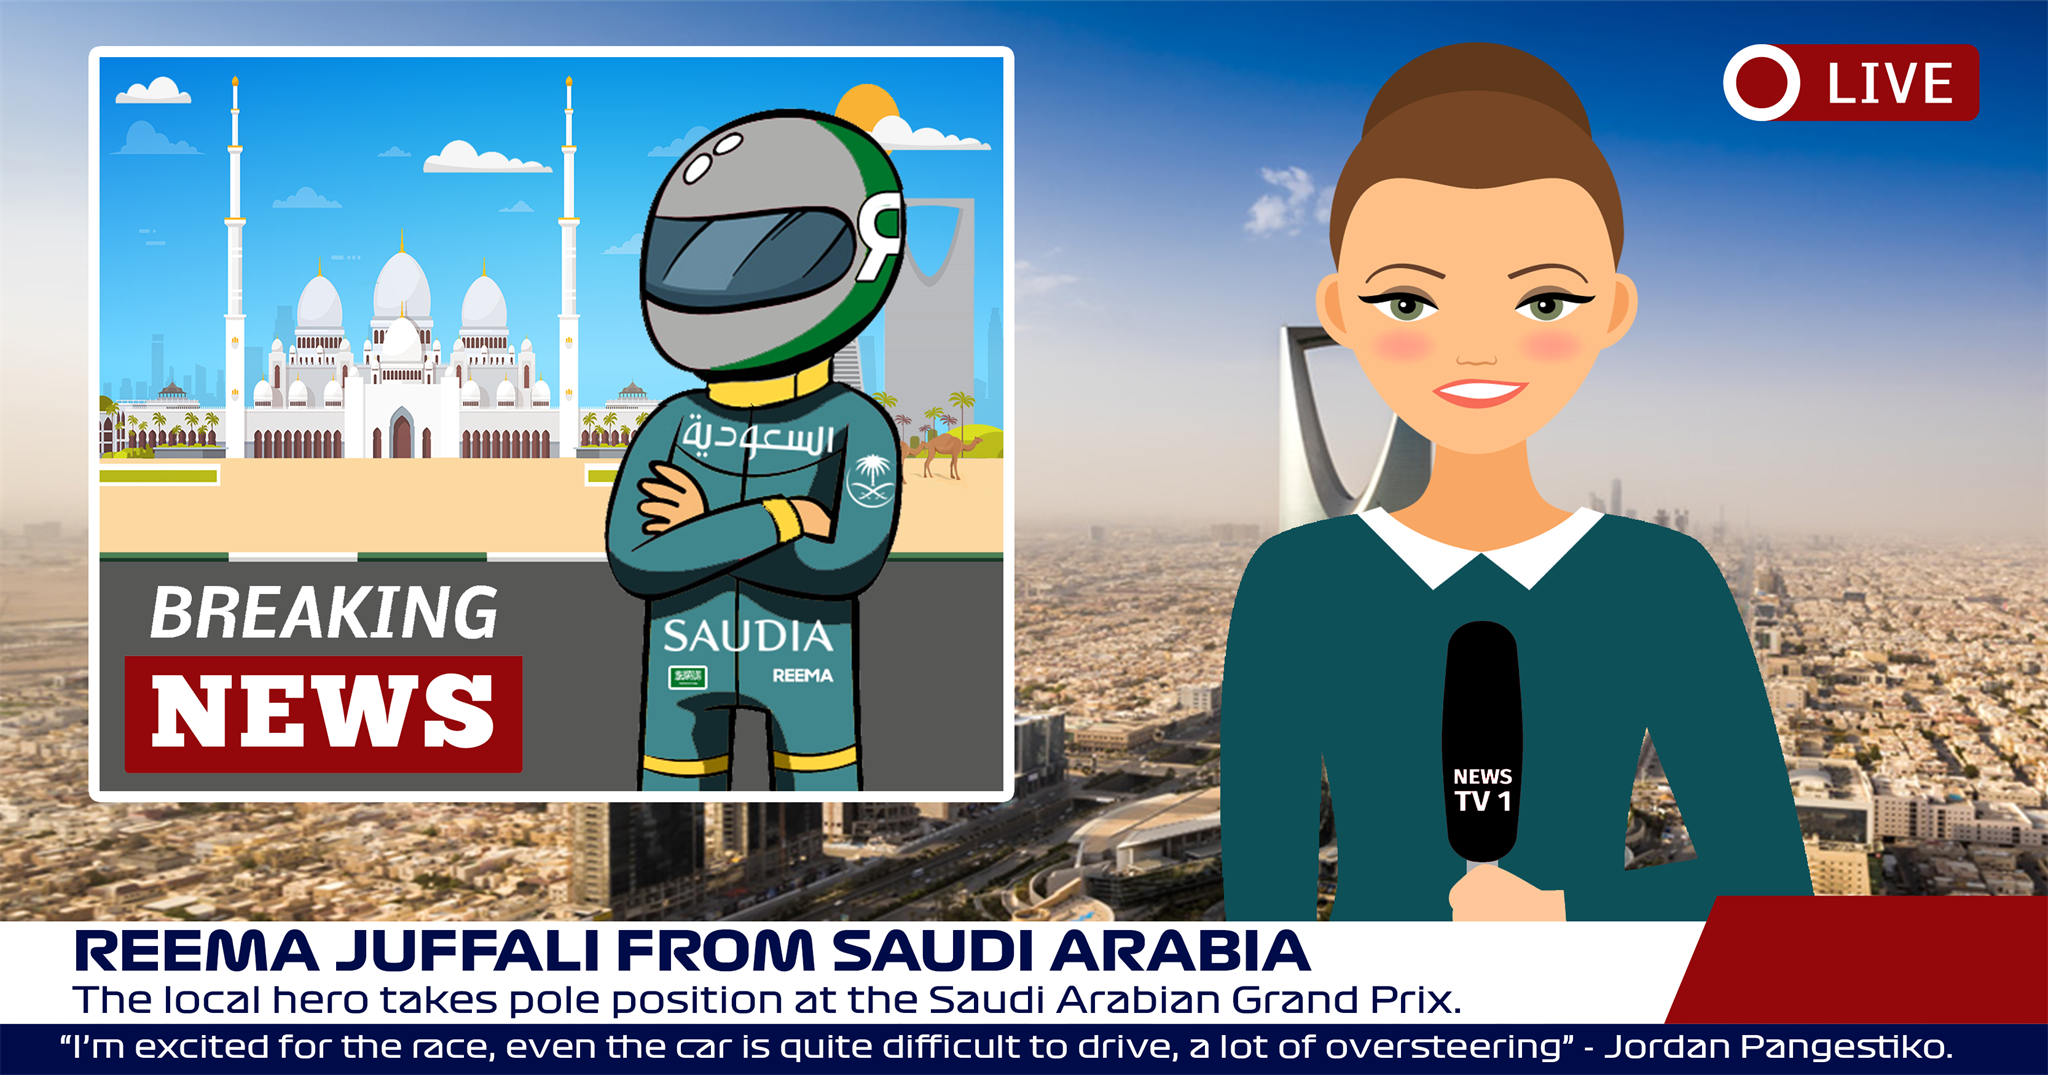 LIVE
R
السعودية
BREAKING
NEWS
SAUDIA
REEMA
NEWS
TV 1
REEMA JUFFALI FROM SAUDI ARABIA
The local hero takes pole position at the Saudi Arabian Grand Prix.
“I’m excited for the race, even the car is quite difficult to drive, a lot of oversteering” - Jordan Pangestiko.